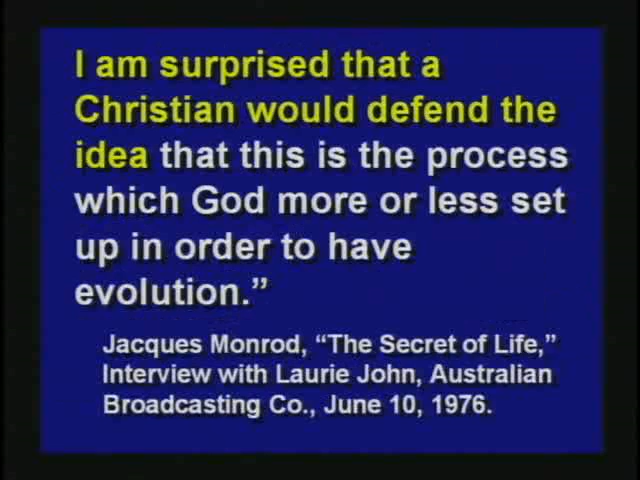 I am surprised that a
Christian would defend the
idea that this is the process
which God more or less set
up in order to have
evolution.”
Jacques Monrod, “The Secret of Life,”
Interview with Laurie John, Australian
Broadcasting Co., June 10, 1976.